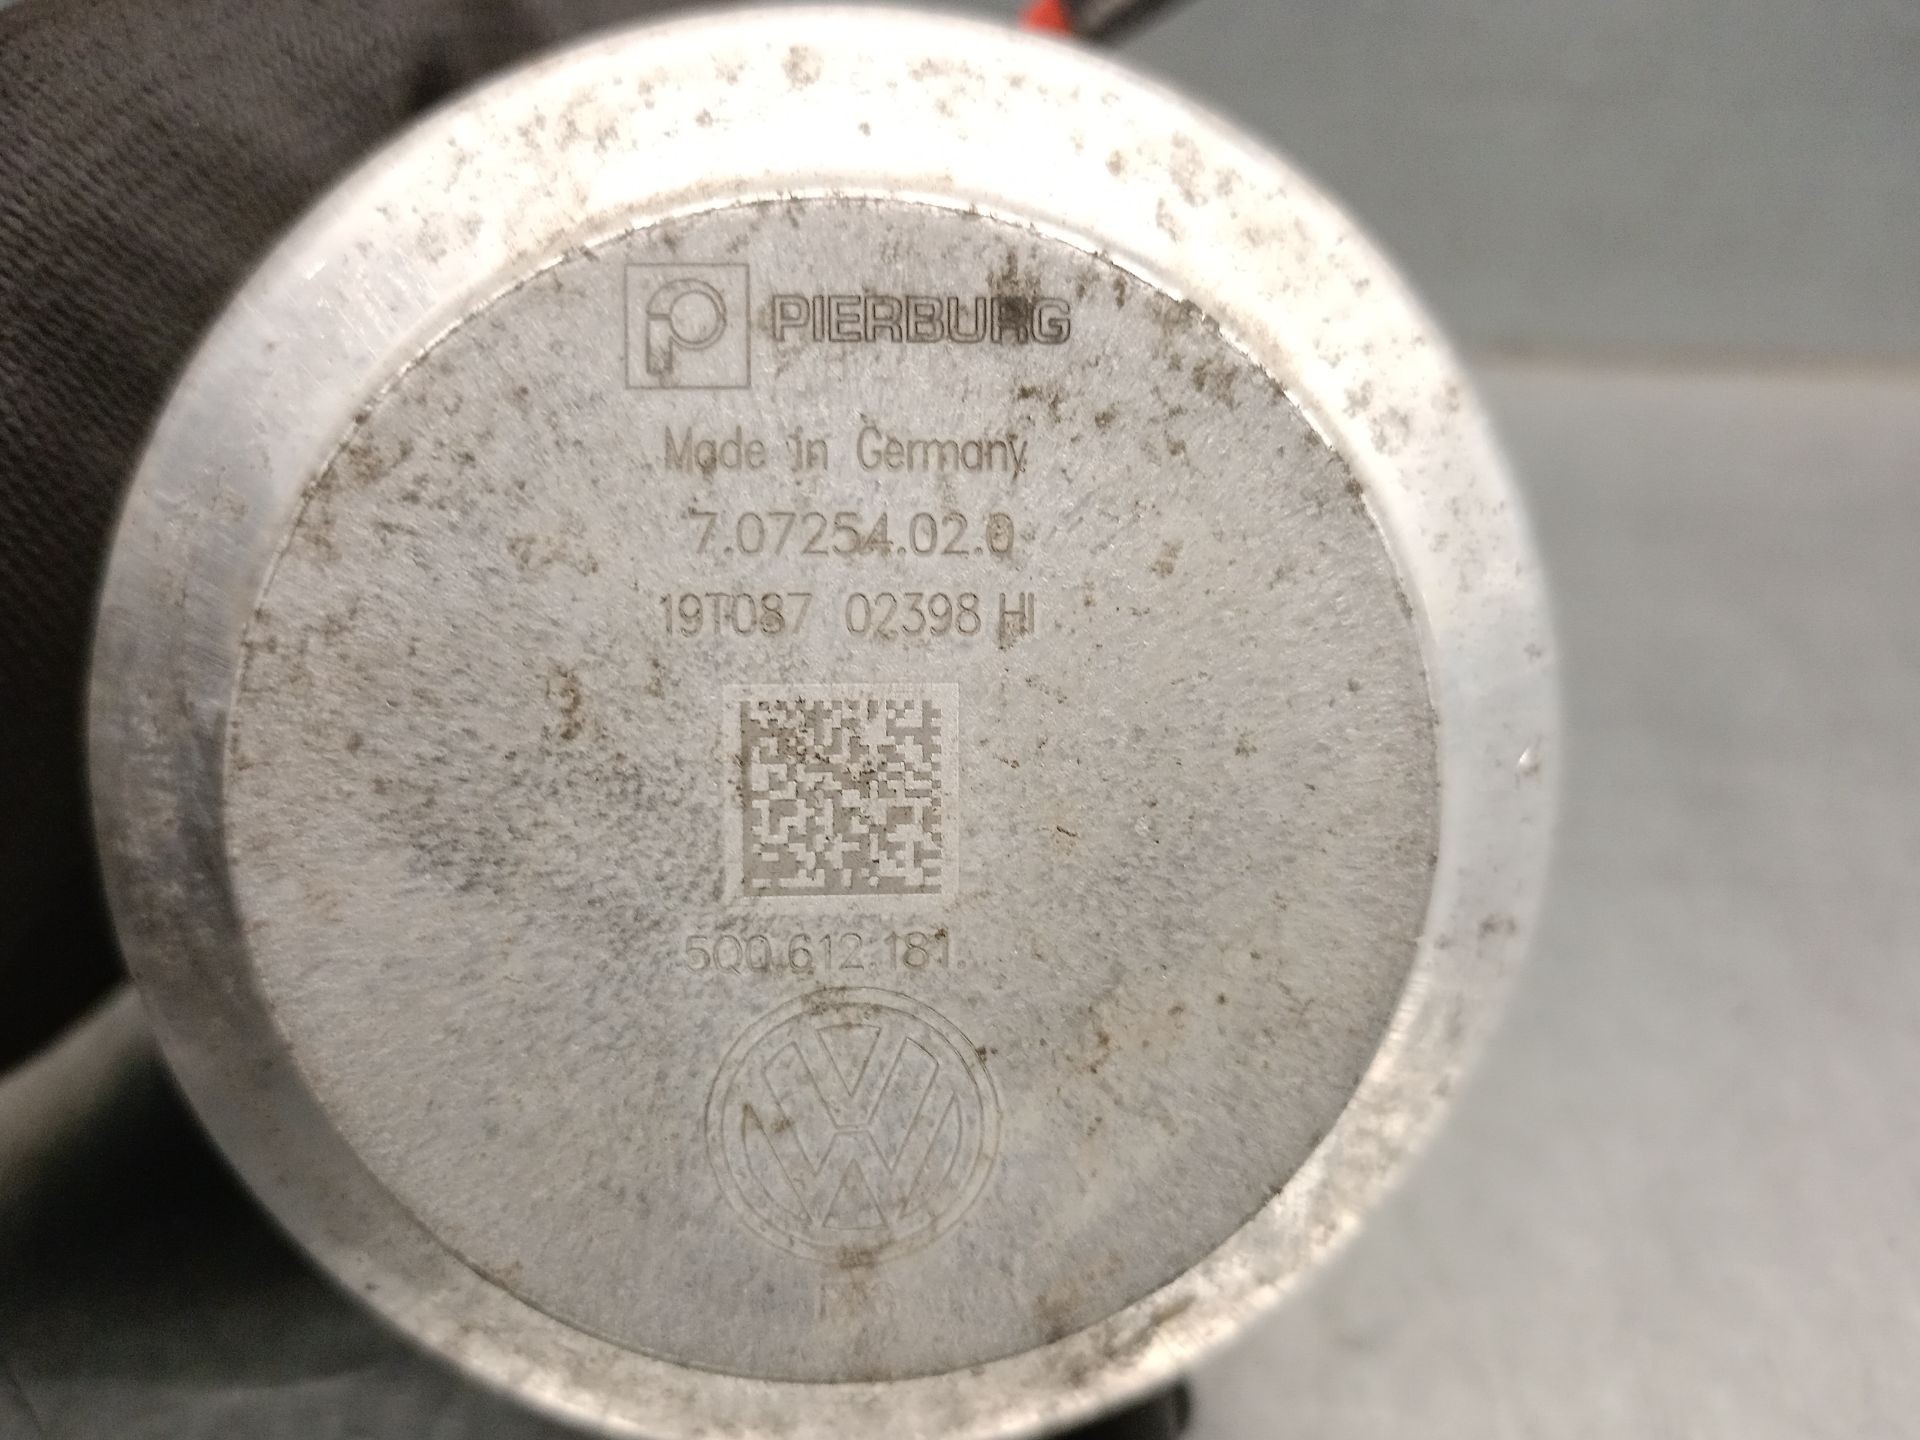 PIERBURG
Made in Germany
7.07254.02.0
19T087 02398 HI
5Q0.612.181.